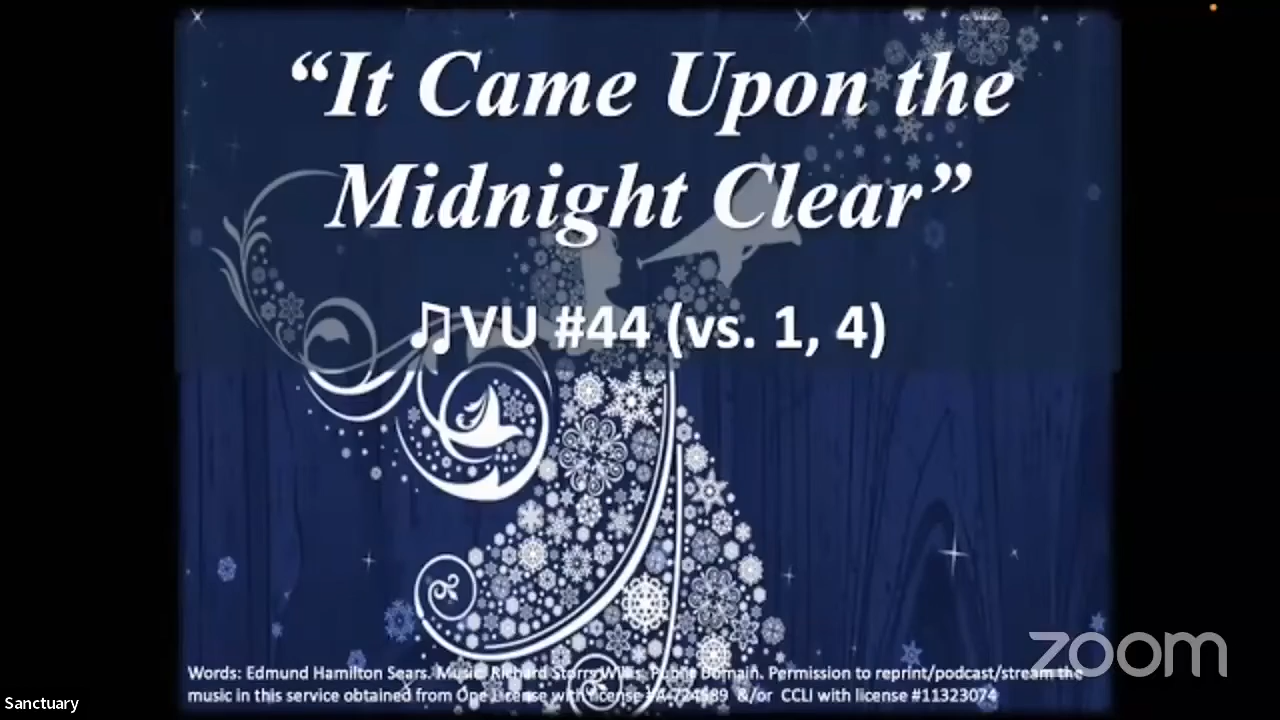 “It Came Upon the
Midnight Clear”
♫VU #44 (vs. 1, 4)
zoom
Words: Edmund Hamilton Sears. Music: Richard Storrs Willis. Public Domain. Permission to reprint/podcast/stream the
music in this service obtained from One License with license #A-724589 &/or CCLI with license #11323074
Sanctuary